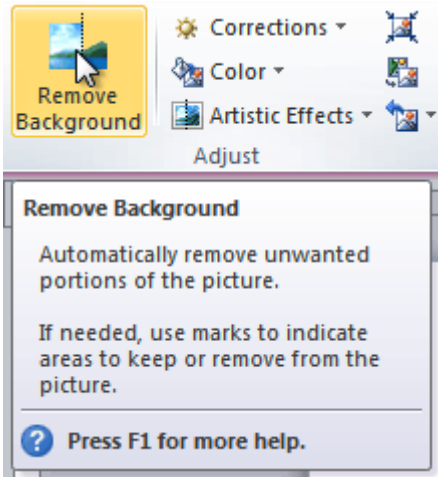 Remove
Background
Corrections
Color
Artistic Effects
Adjust
Remove Background
Automatically remove unwanted
portions of the picture.
If needed, use marks to indicate
areas to keep or remove from the
picture.
Press F1 for more help.